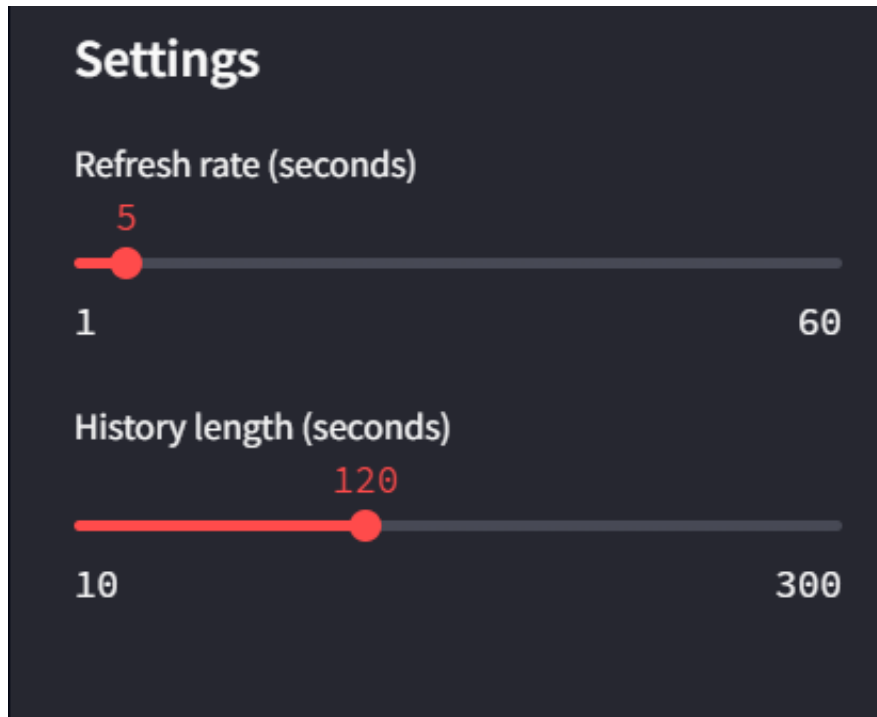 Settings
Refresh rate (seconds)
5
1 60
History length (seconds)
120
10 300